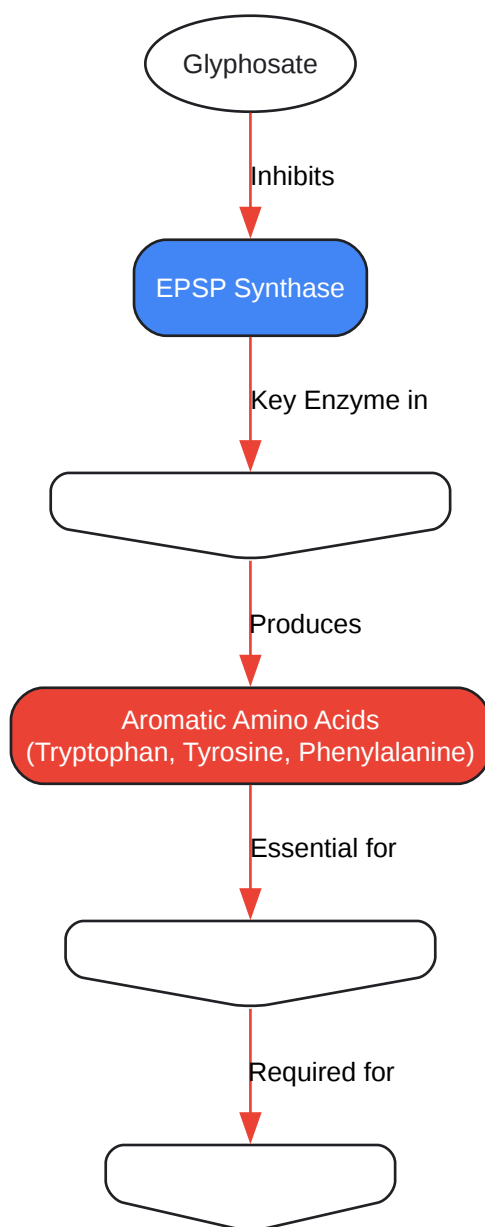 Glyphosate
Inhibits
EPSP Synthase
Key Enzyme in
Produces
Aromatic Amino Acids
(Tryptophan, Tyrosine, Phenylalanine)
Essential for
Required for